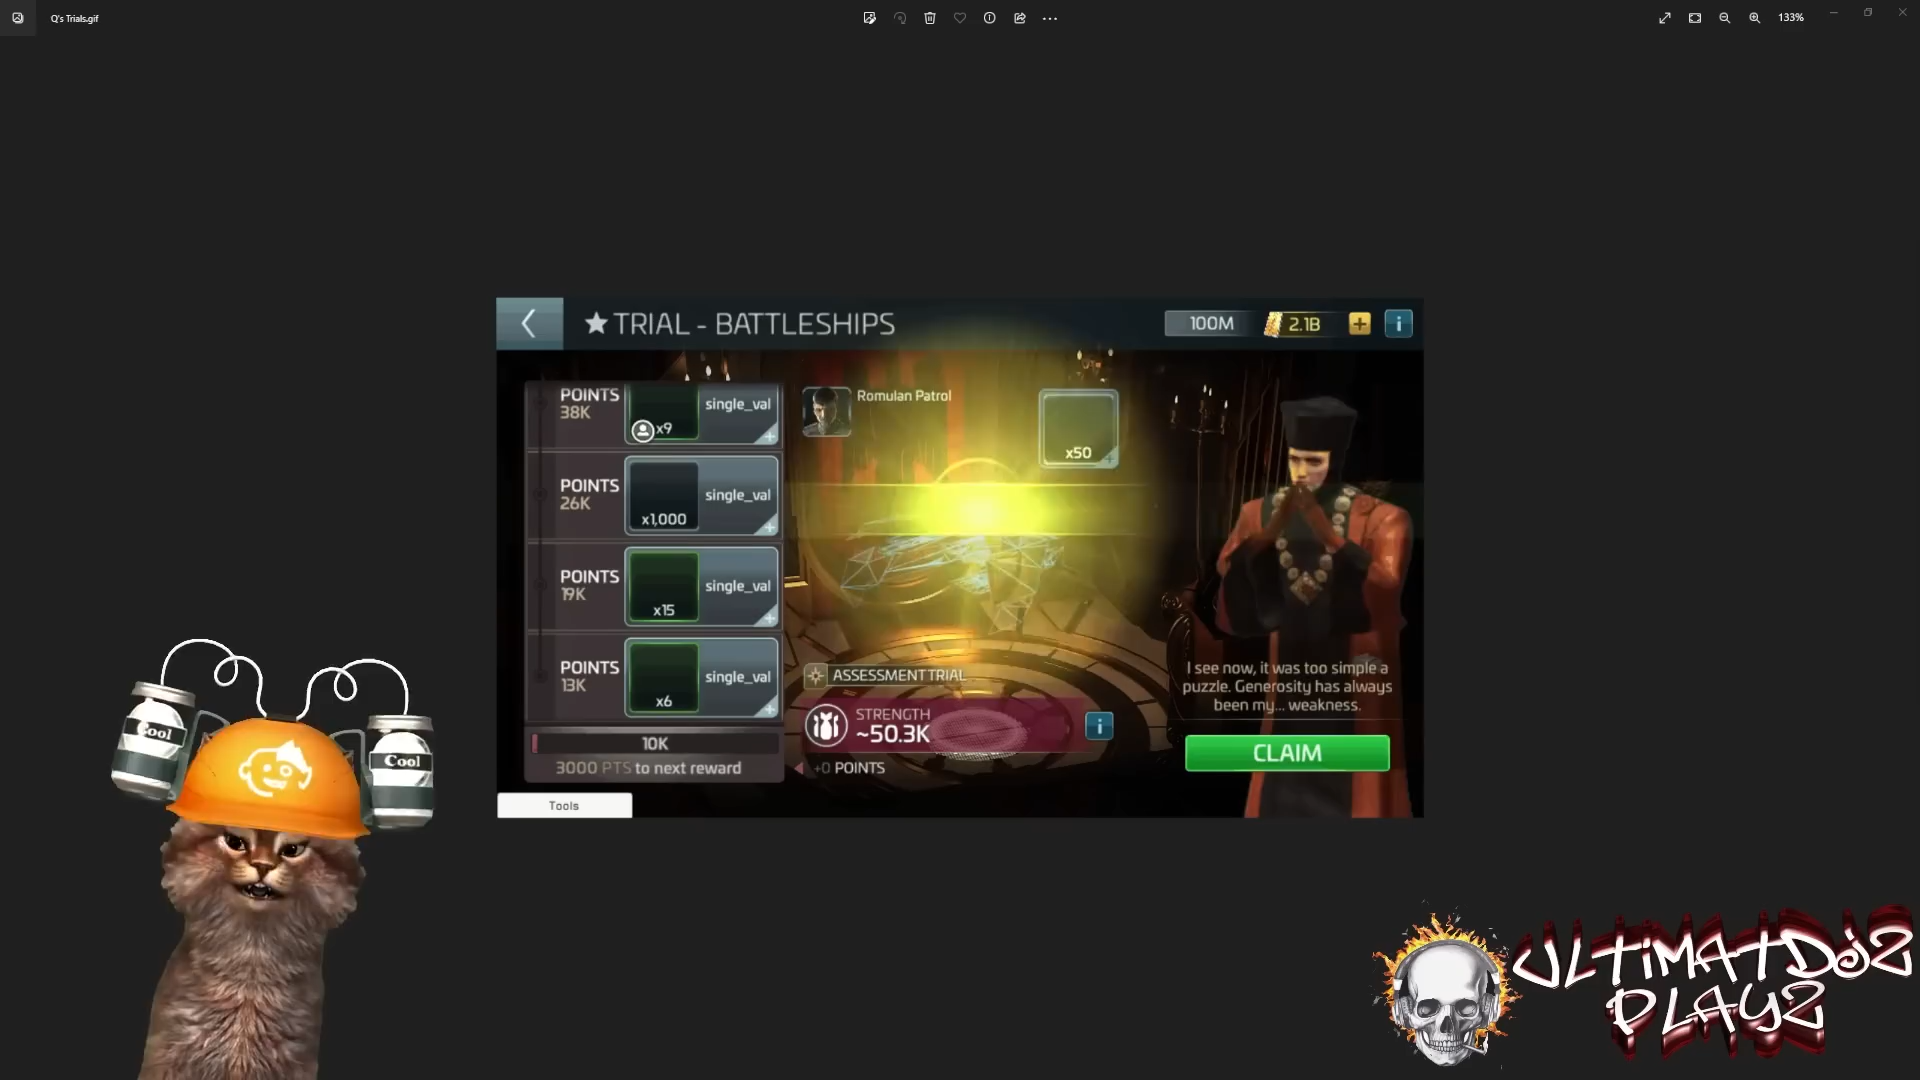 Q's Trials.gif
133%
TRIAL - BATTLESHIPS
100M
2.1B
POINTS
38K
x9
single_val
POINTS
26K
x1,000
single_val
POINTS
19K
x15
single_val
POINTS
13K
x6
single_val
10K
3000 PTS to next reward
Romulan Patrol
x50
ASSESSMENT TRIAL
STRENGTH
~50.3K
+0 POINTS
I see now, it was too simple a
puzzle. Generosity has always
been my... weakness.
CLAIM
Tools
Cool
Cool
ULTIMATDJZ
PLAYZ